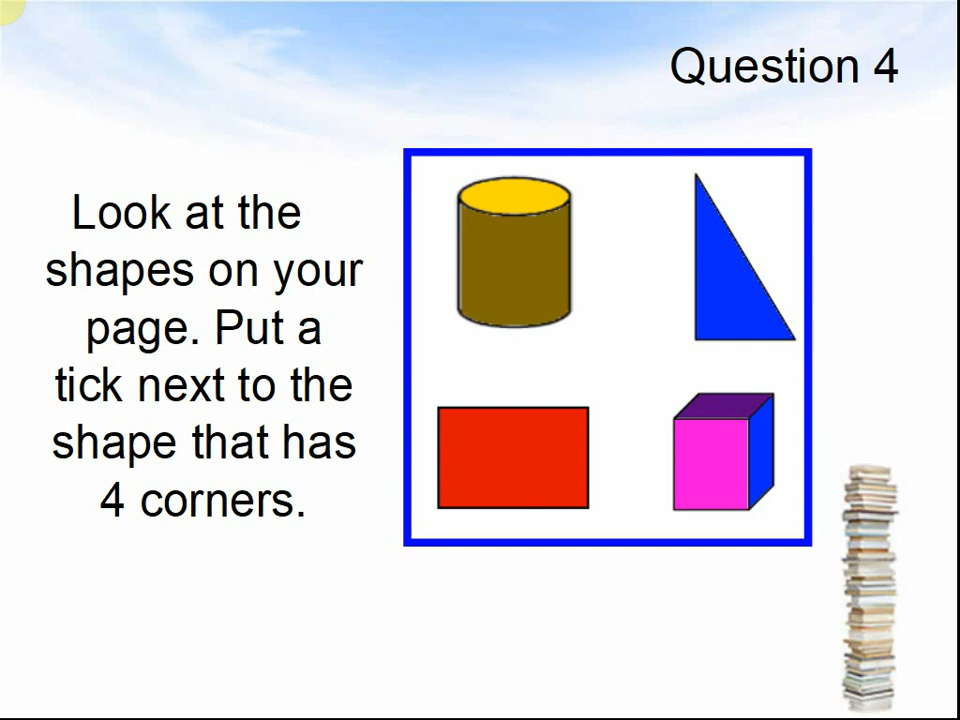 Question 4
Look at the
shapes on your
page. Put a
tick next to the
shape that has
4 corners.